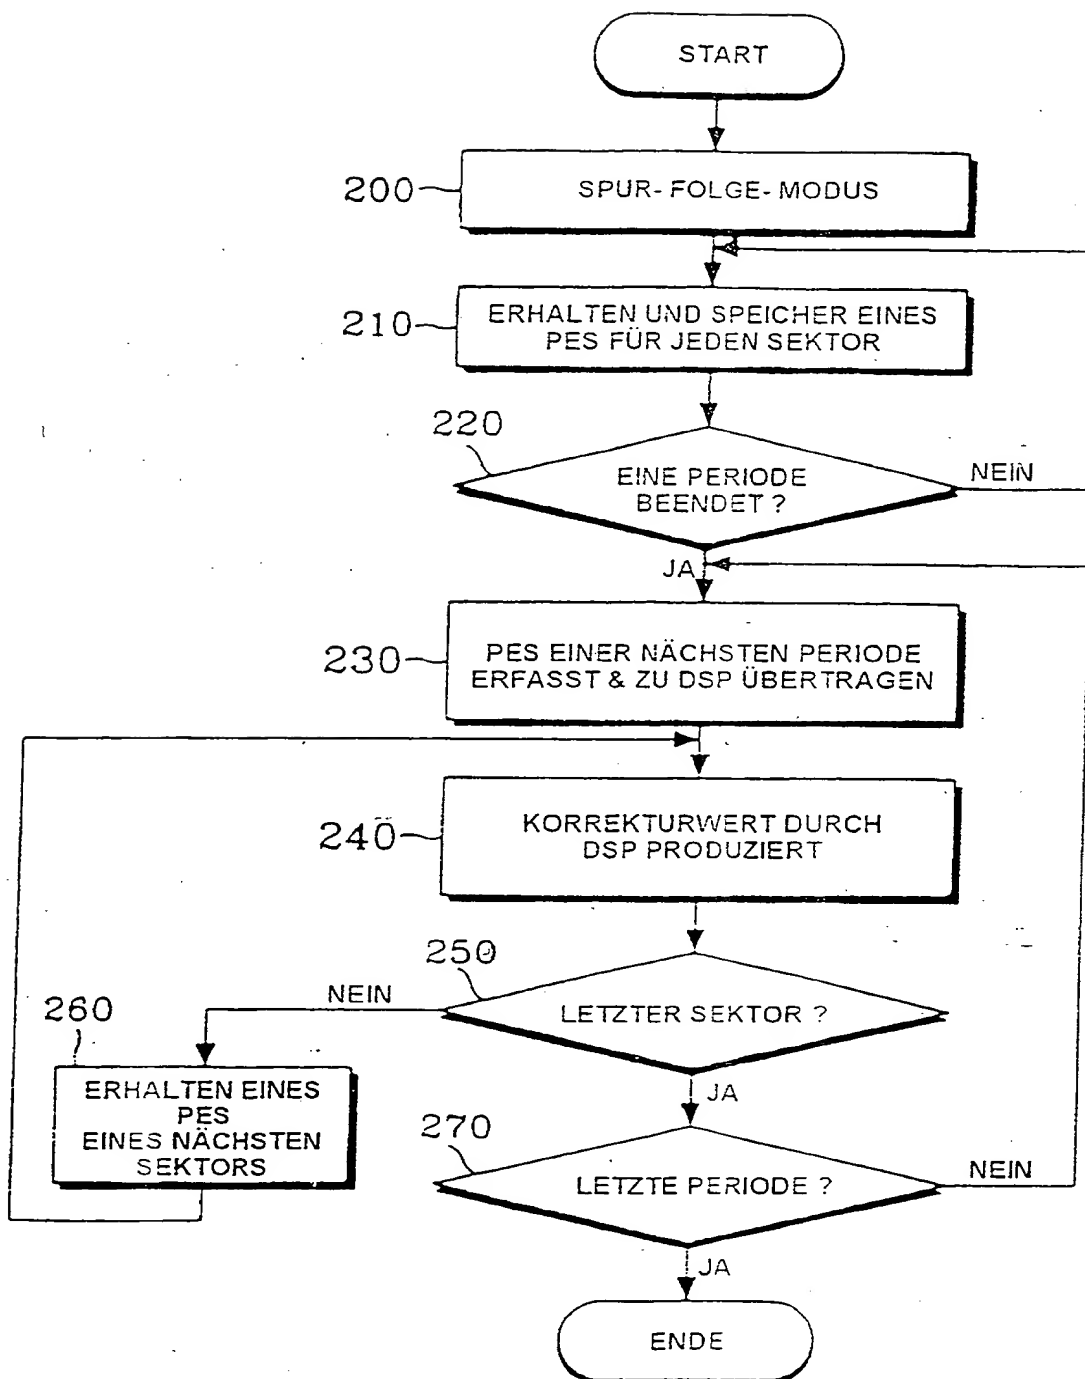 START
200
SPUR-FOLGE-MODUS
210
ERHALTEN UND SPEICHER EINES
PES FÜR JEDEN SEKTOR
220
EINE PERIODE
BEENDET ?
NEIN
JA
230
PES EINER NÄCHSTEN PERIODE
ERFASST & ZU DSP ÜBERTRAGEN
240
KORREKTURWERT DURCH
DSP PRODUZIERT
250
NEIN
LETZTER SEKTOR ?
260
ERHALTEN EINES
PES
EINES NÄCHSTEN
SEKTORS
JA
270
LETZTE PERIODE ?
NEIN
JA
ENDE